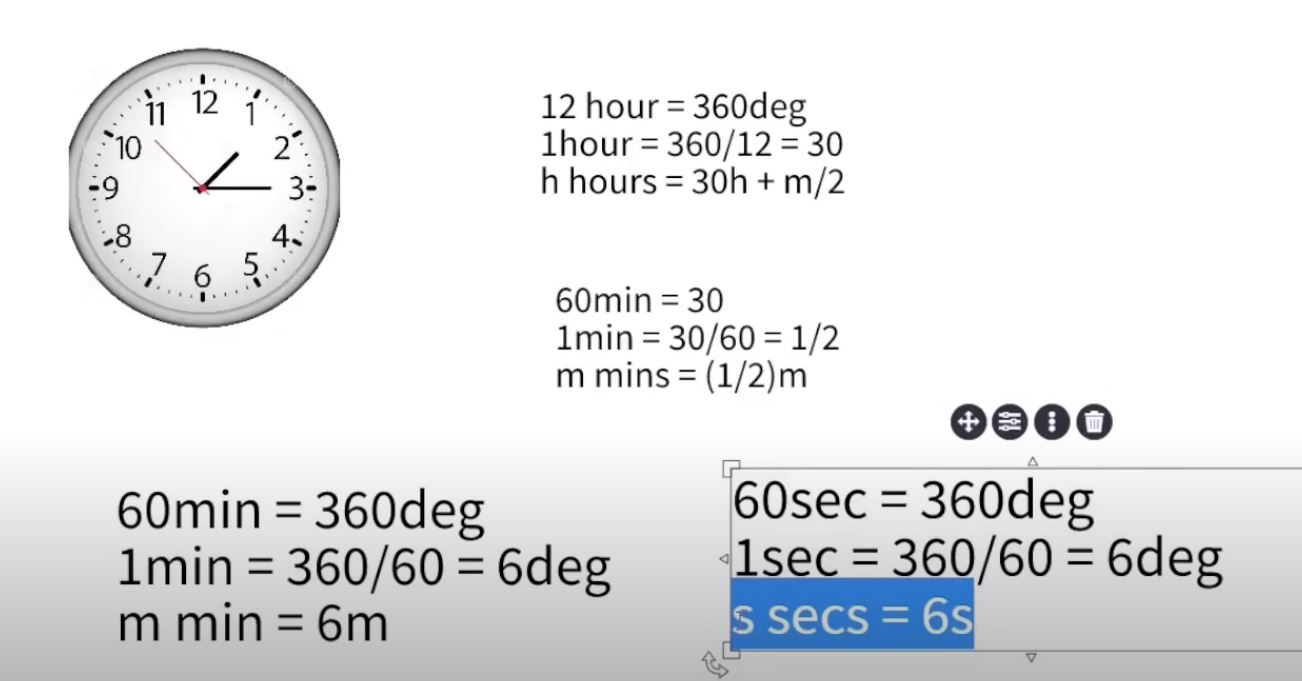 12
11
1
10
2
9
3
8
4
7
6
5
12 hour = 360deg
1hour = 360/12 = 30
h hours = 30h + m/2
60min = 30
1min = 30/60 = 1/2
m mins = (1/2)m
60min = 360deg
1min = 360/60 = 6deg
m min = 6m
60sec = 360deg
1sec = 360/60 = 6deg
s secs = 6s